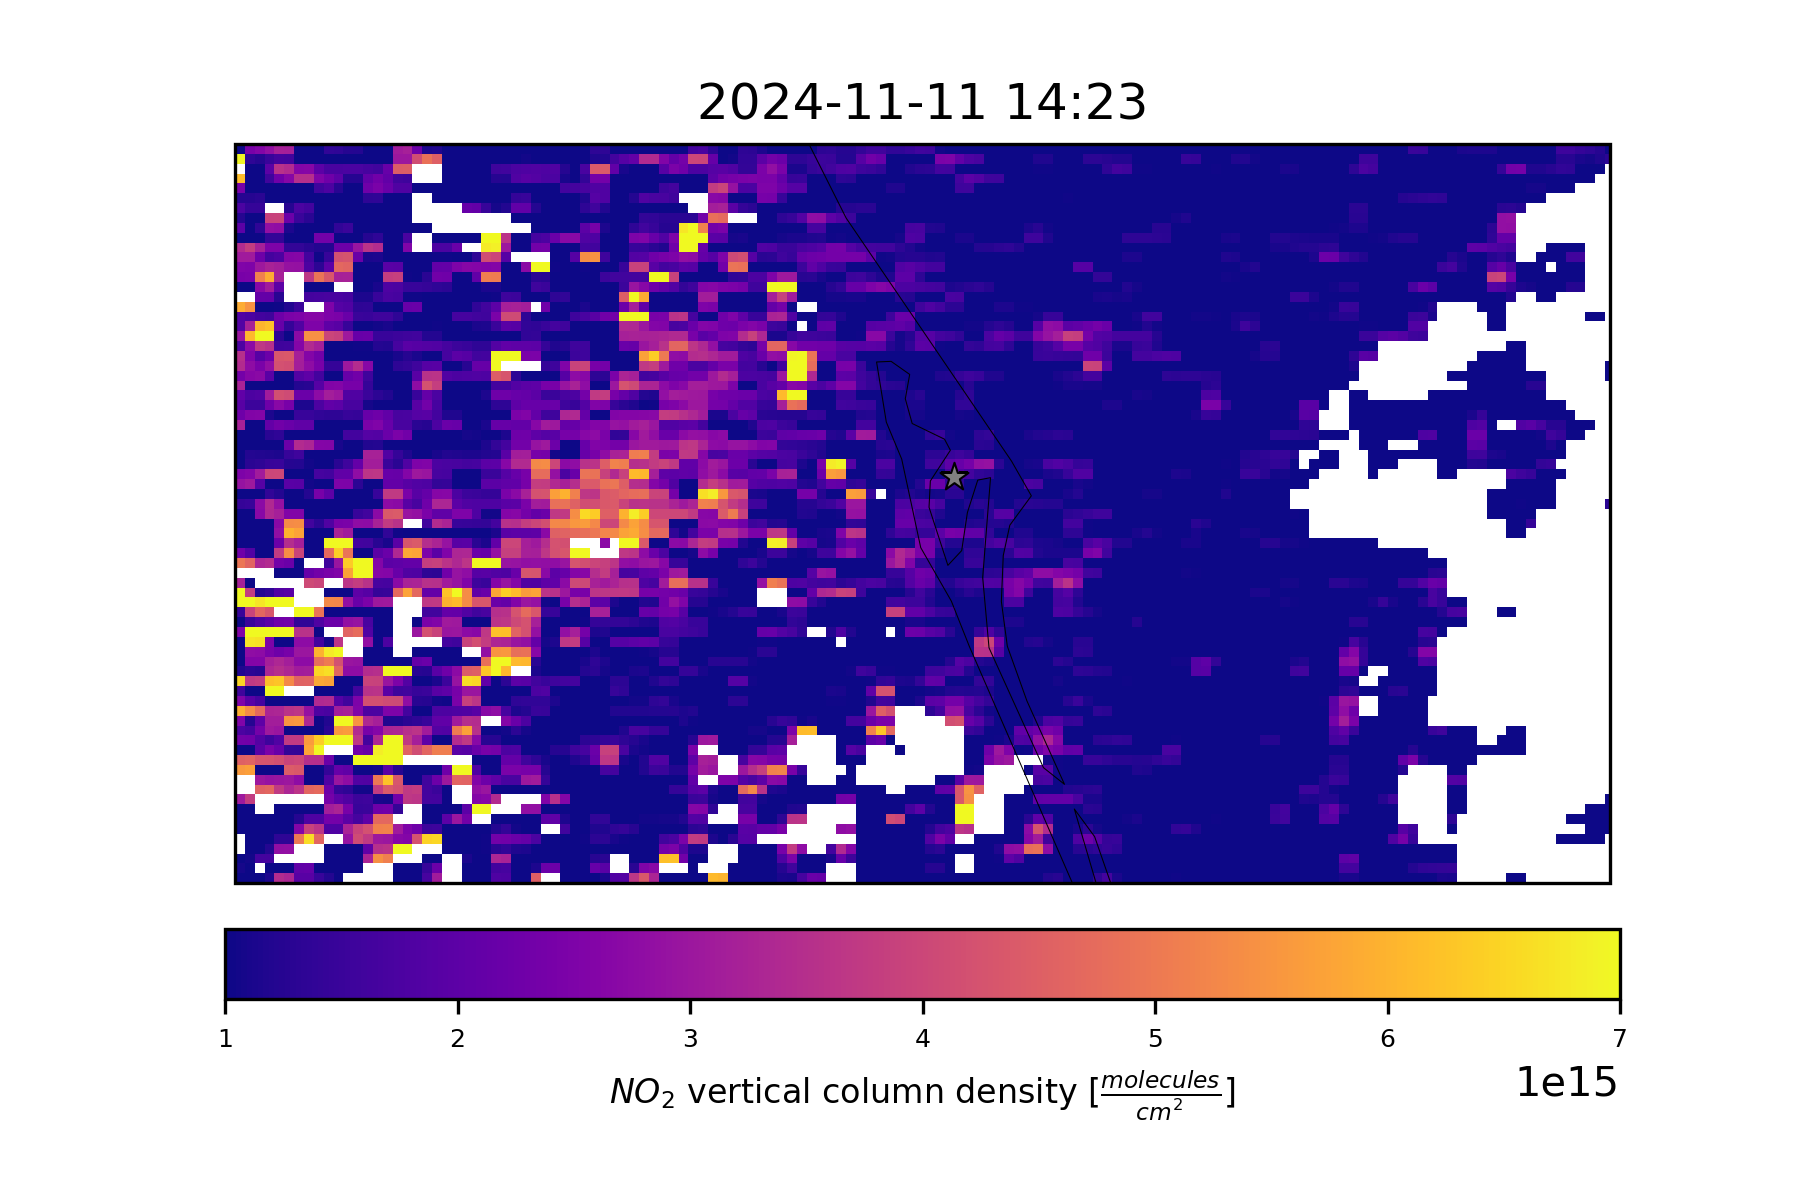 2024-11-11 14:23
1 2 3 4 5 6 7
1e15
NO₂ vertical column density [molecules/cm²]